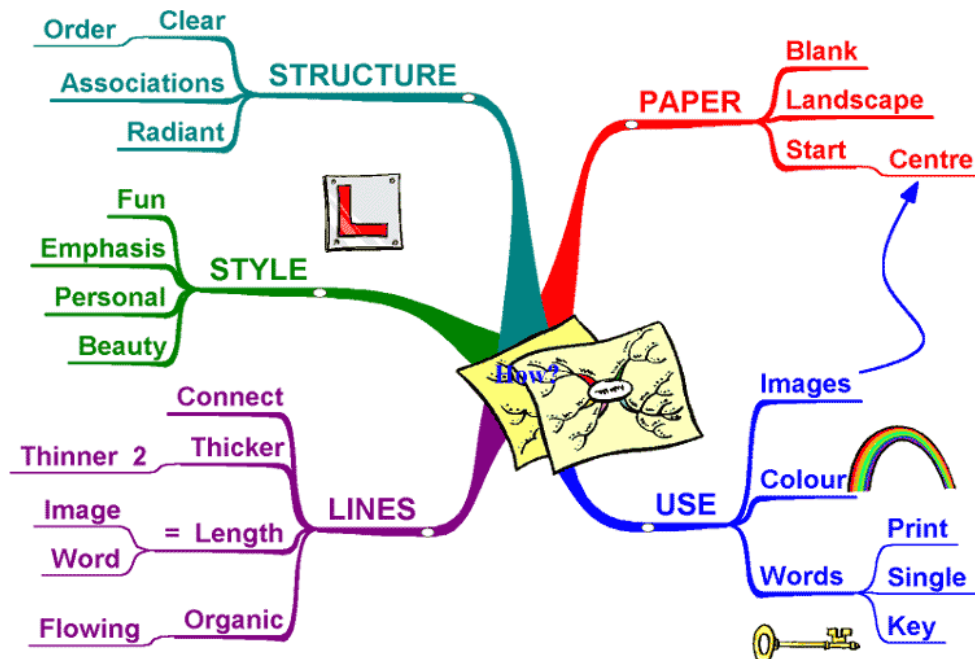 STRUCTURE
Clear
Order
Associations
Radiant
PAPER
Blank
Landscape
Start
Centre
L
STYLE
Fun
Emphasis
Personal
Beauty
How?
LINES
Connect
Thicker
Thinner 2
= Length
Image
Word
Organic
Flowing
USE
Images
Colour
Words
Print
Single
Key